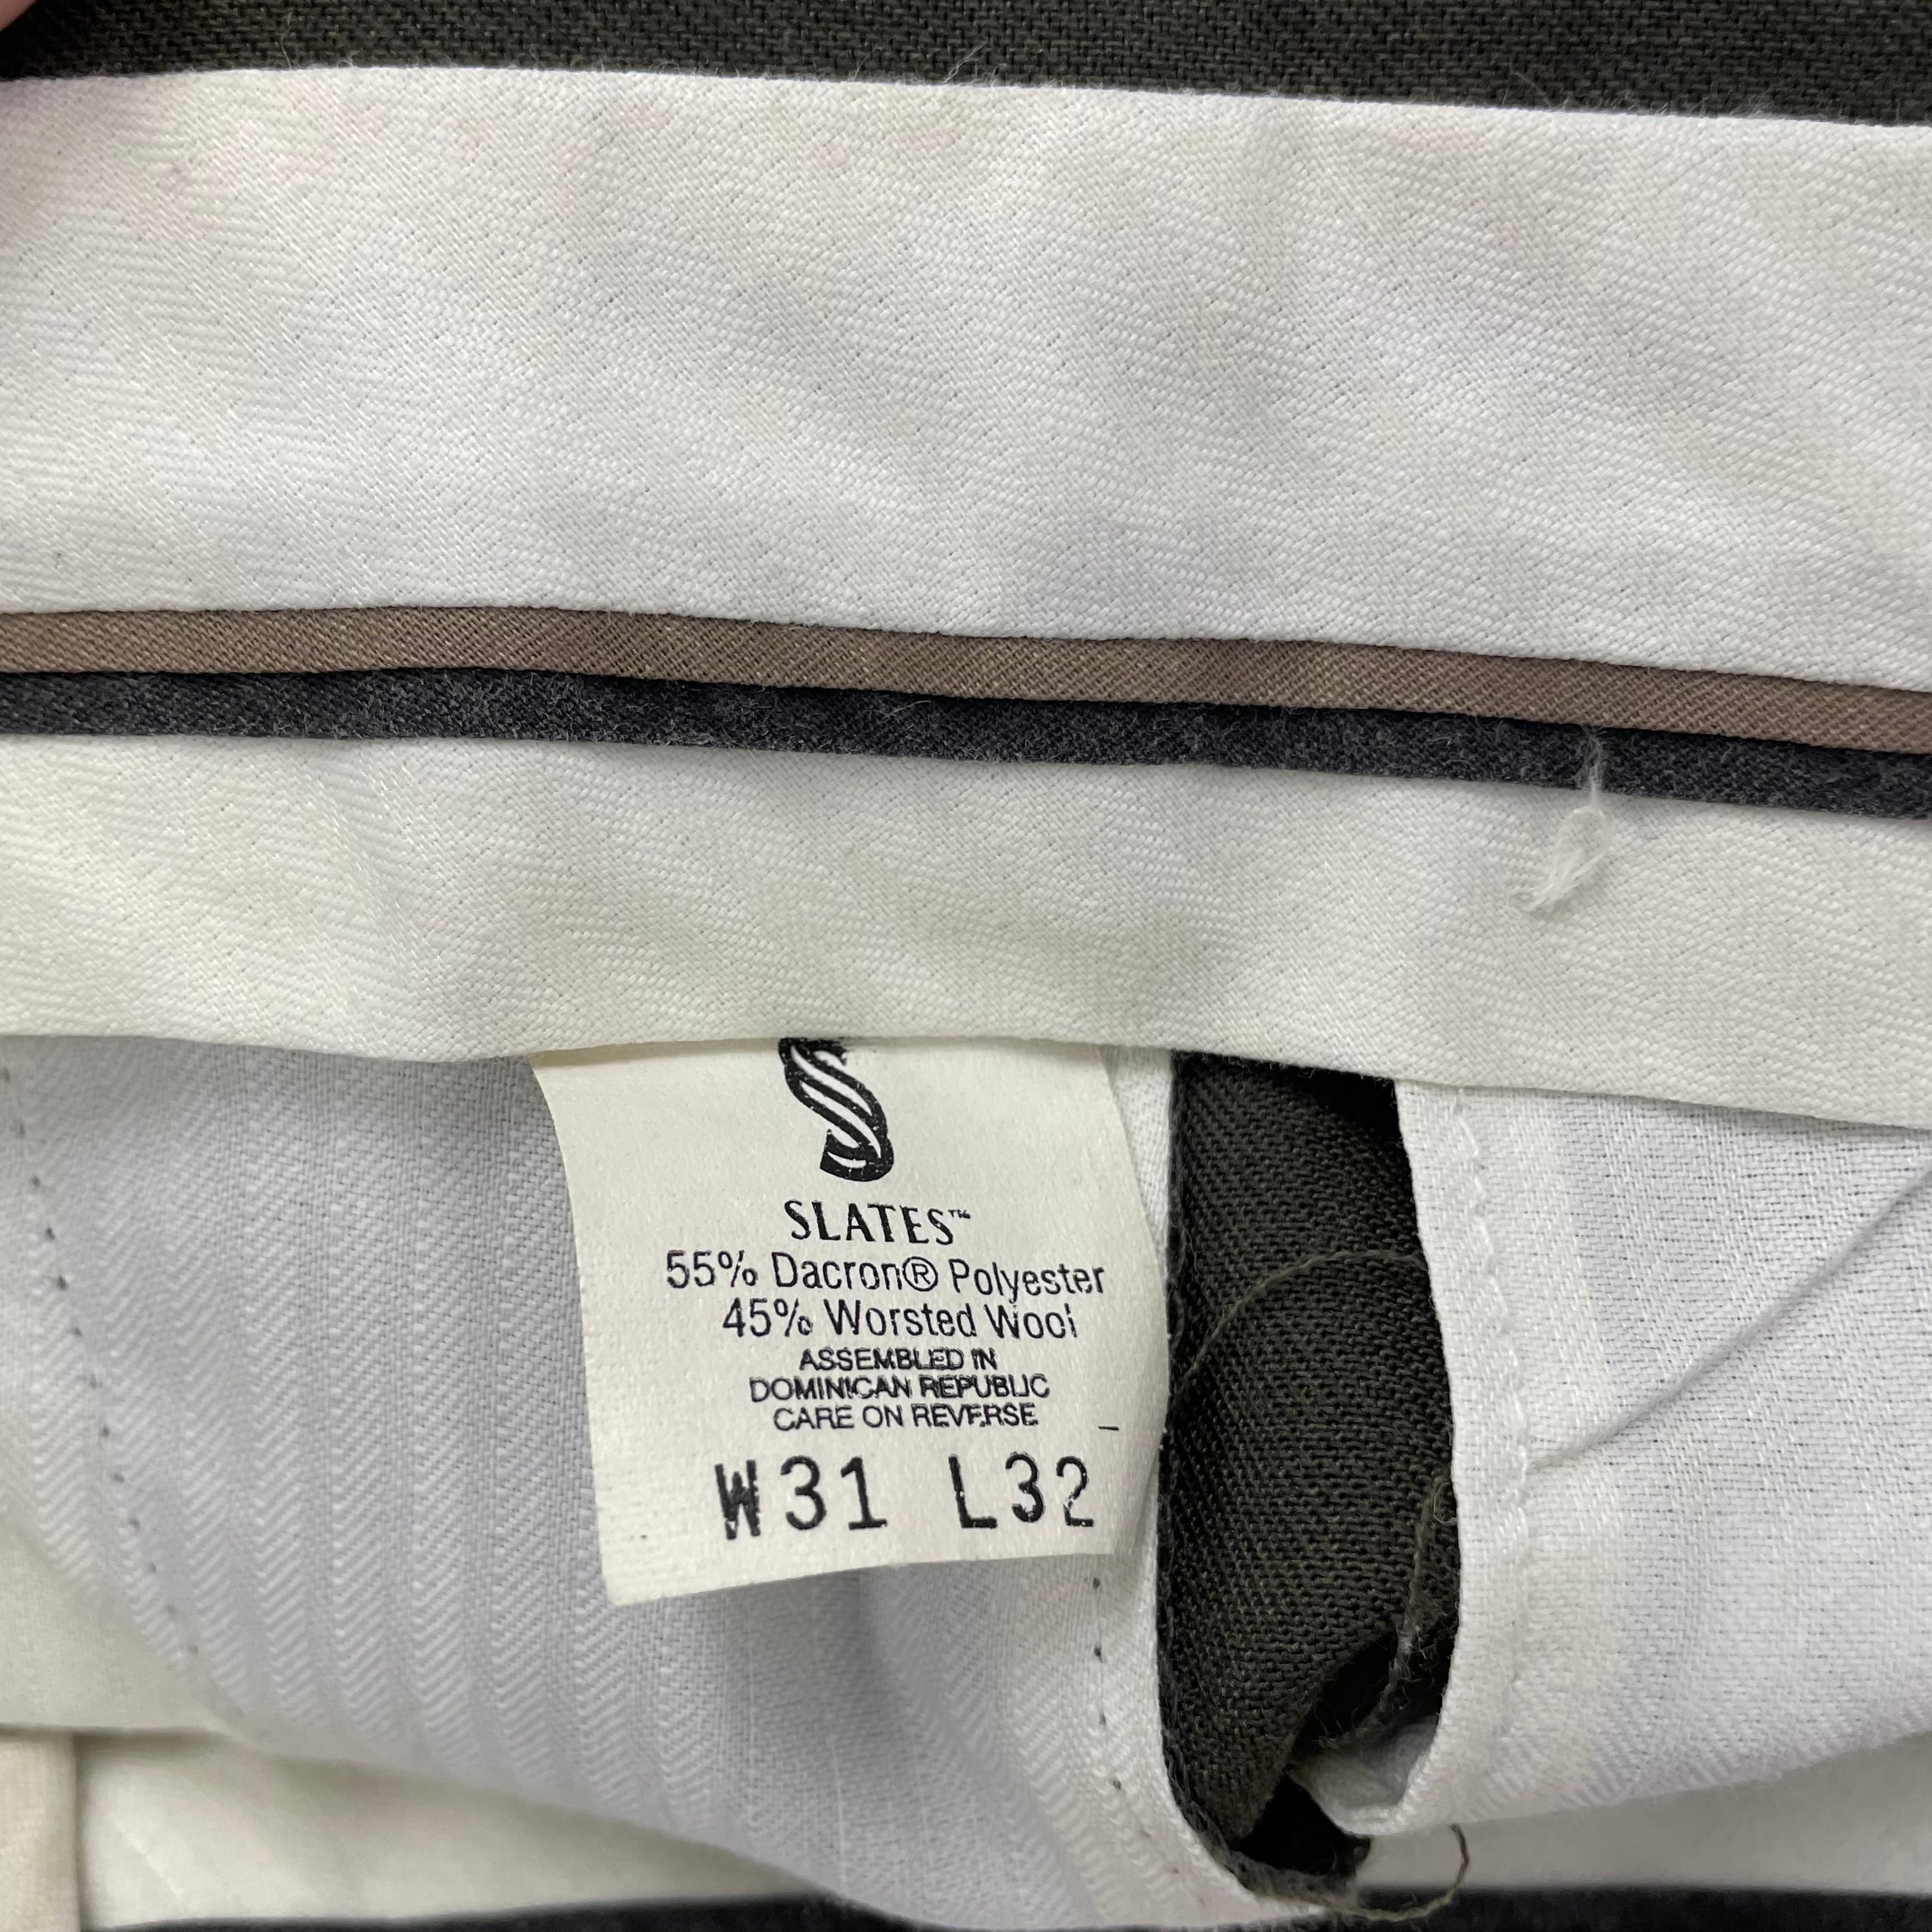 SLATES™
55% Dacron® Polyester
45% Worsted Wool
ASSEMBLED IN
DOMINICAN REPUBLIC
CARE ON REVERSE
W31 L32